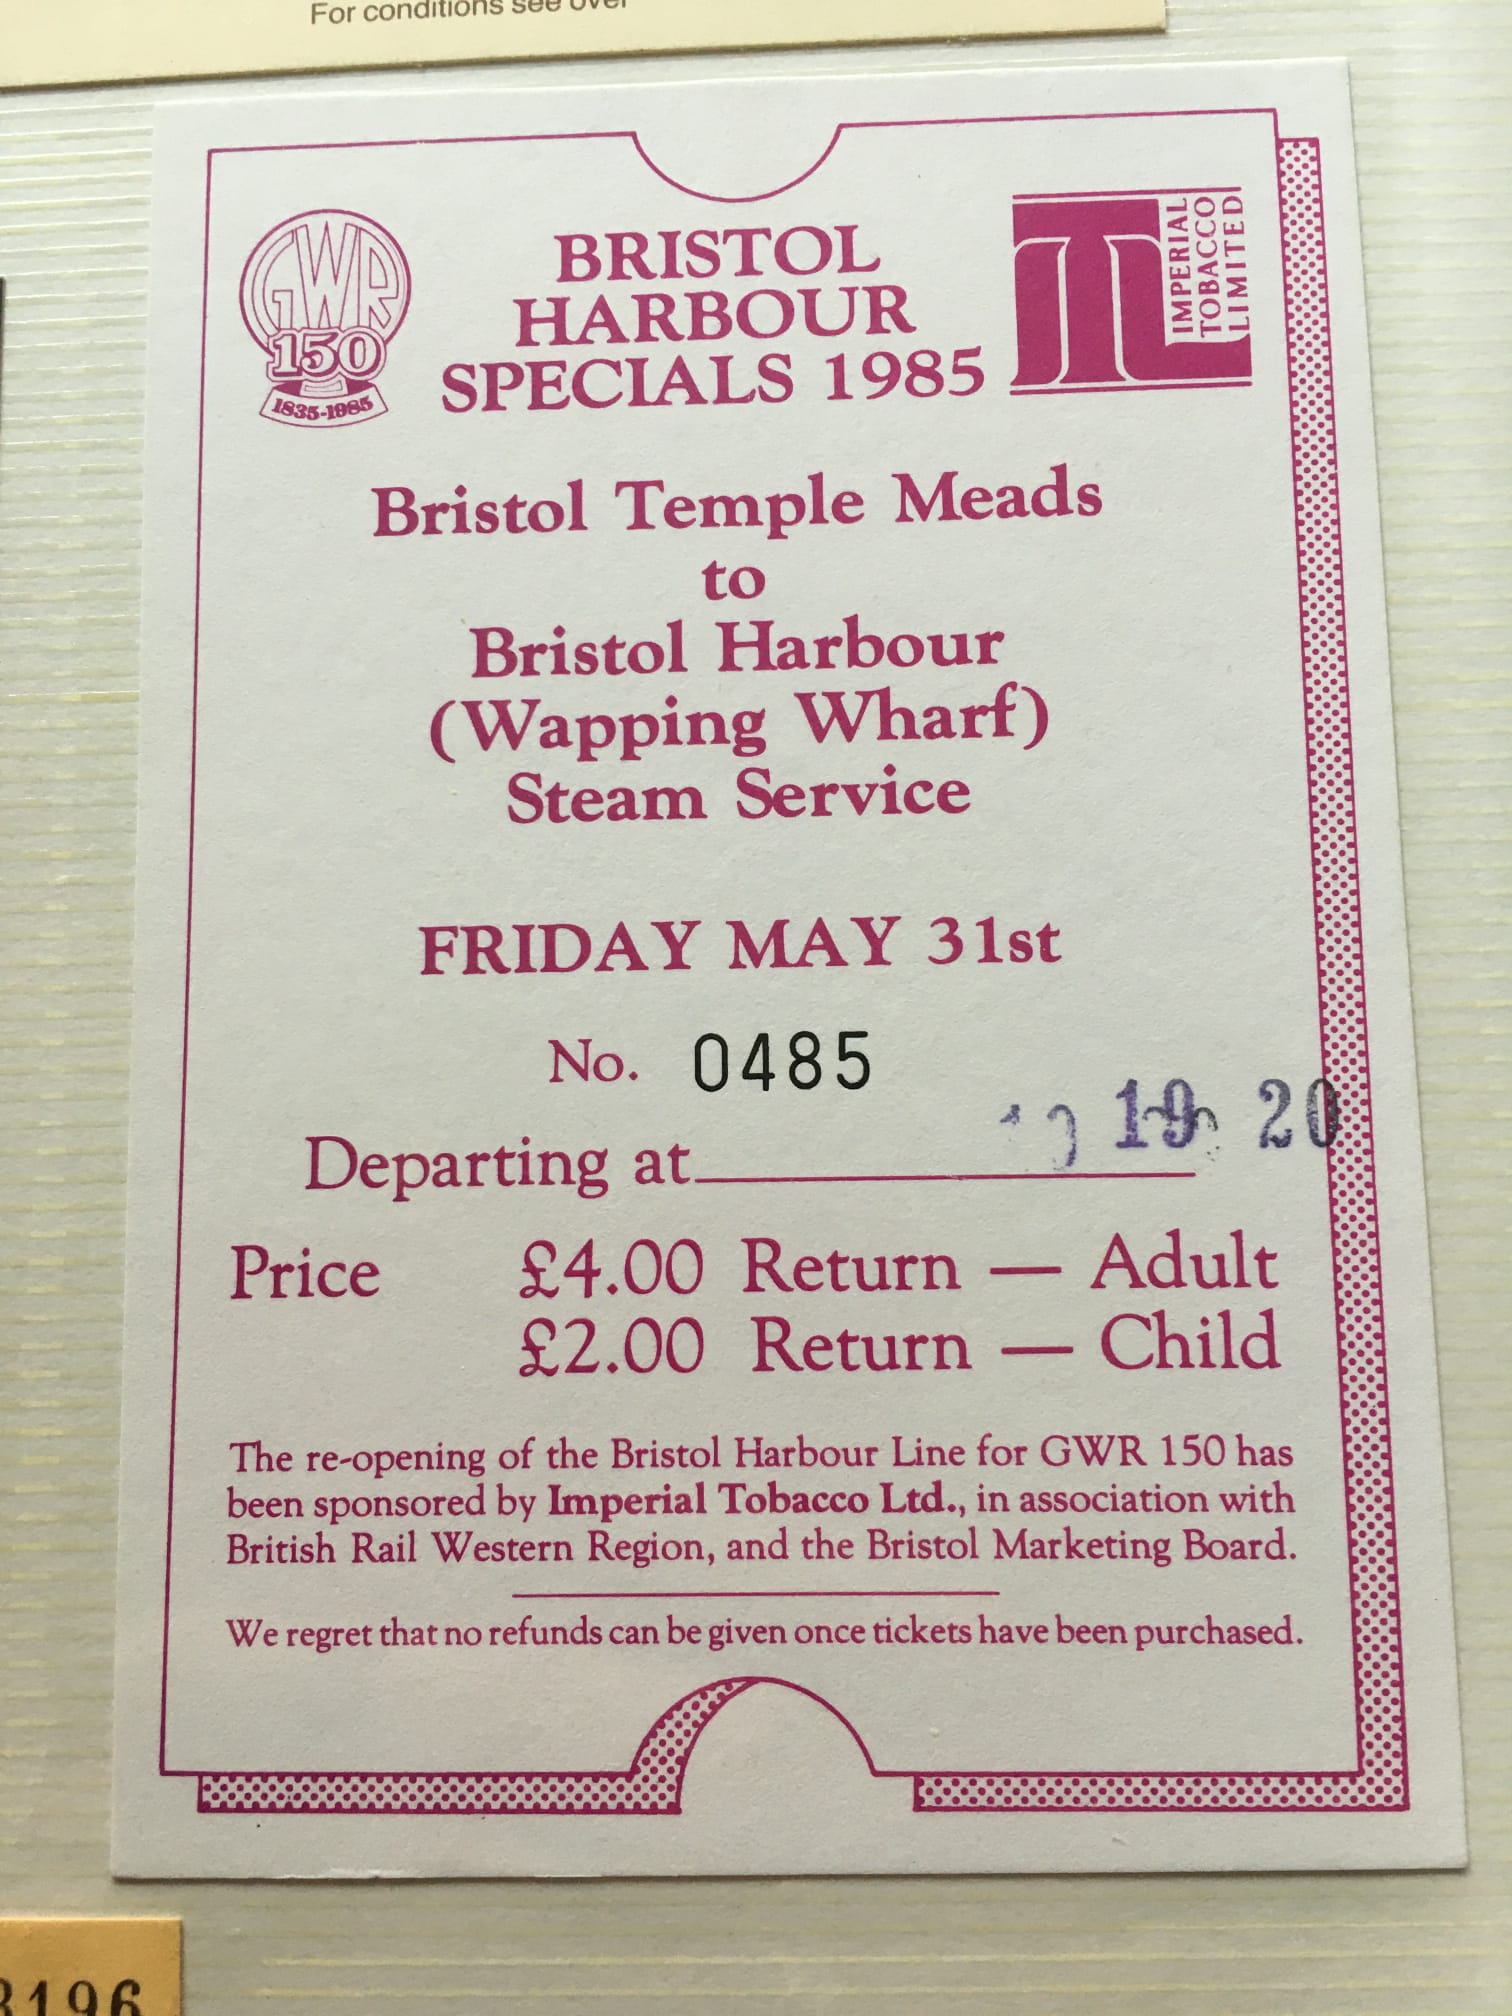 For conditions see over
GWR
150
1835-1985
BRISTOL
HARBOUR
SPECIALS 1985
IMPERIAL
TOBACCO
LIMITED
Bristol Temple Meads
to
Bristol Harbour
(Wapping Wharf)
Steam Service
FRIDAY MAY 31st
No. 0485
Departing at 19 20
Price £4.00 Return — Adult
£2.00 Return — Child
The re-opening of the Bristol Harbour Line for GWR 150 has
been sponsored by Imperial Tobacco Ltd., in association with
British Rail Western Region, and the Bristol Marketing Board.
We regret that no refunds can be given once tickets have been purchased.
3196